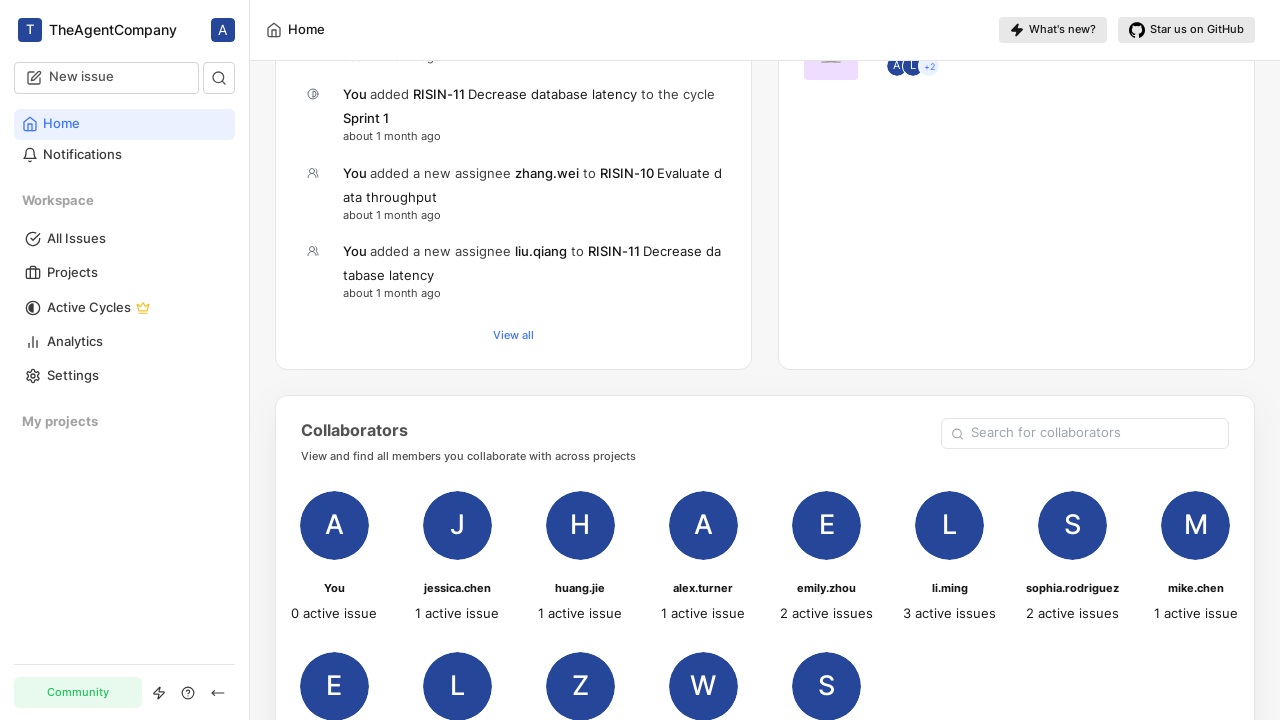 T TheAgentCompany A
Home
What's new?
Star us on GitHub
New issue
Home
Notifications
Workspace
All Issues
Projects
Active Cycles
Analytics
Settings
My projects
Community
You added RISIN-11 Decrease database latency to the cycle
Sprint 1
about 1 month ago
You added a new assignee zhang.wei to RISIN-10 Evaluate d
ata throughput
about 1 month ago
You added a new assignee liu.qiang to RISIN-11 Decrease da
tabase latency
about 1 month ago
View all
A L +2
Collaborators
Search for collaborators
View and find all members you collaborate with across projects
A J H A E L S M
You jessica.chen huang.jie alex.turner emily.zhou li.ming sophia.rodriguez mike.chen
0 active issue 1 active issue 1 active issue 1 active issue 2 active issues 3 active issues 2 active issues 1 active issue
E L Z W S